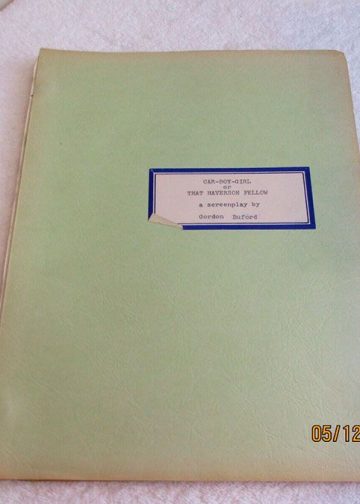 CAR-BOY-GIRL
or
THAT HAVERSON FELLOW
a screenplay by
Gordon Buford
05/12